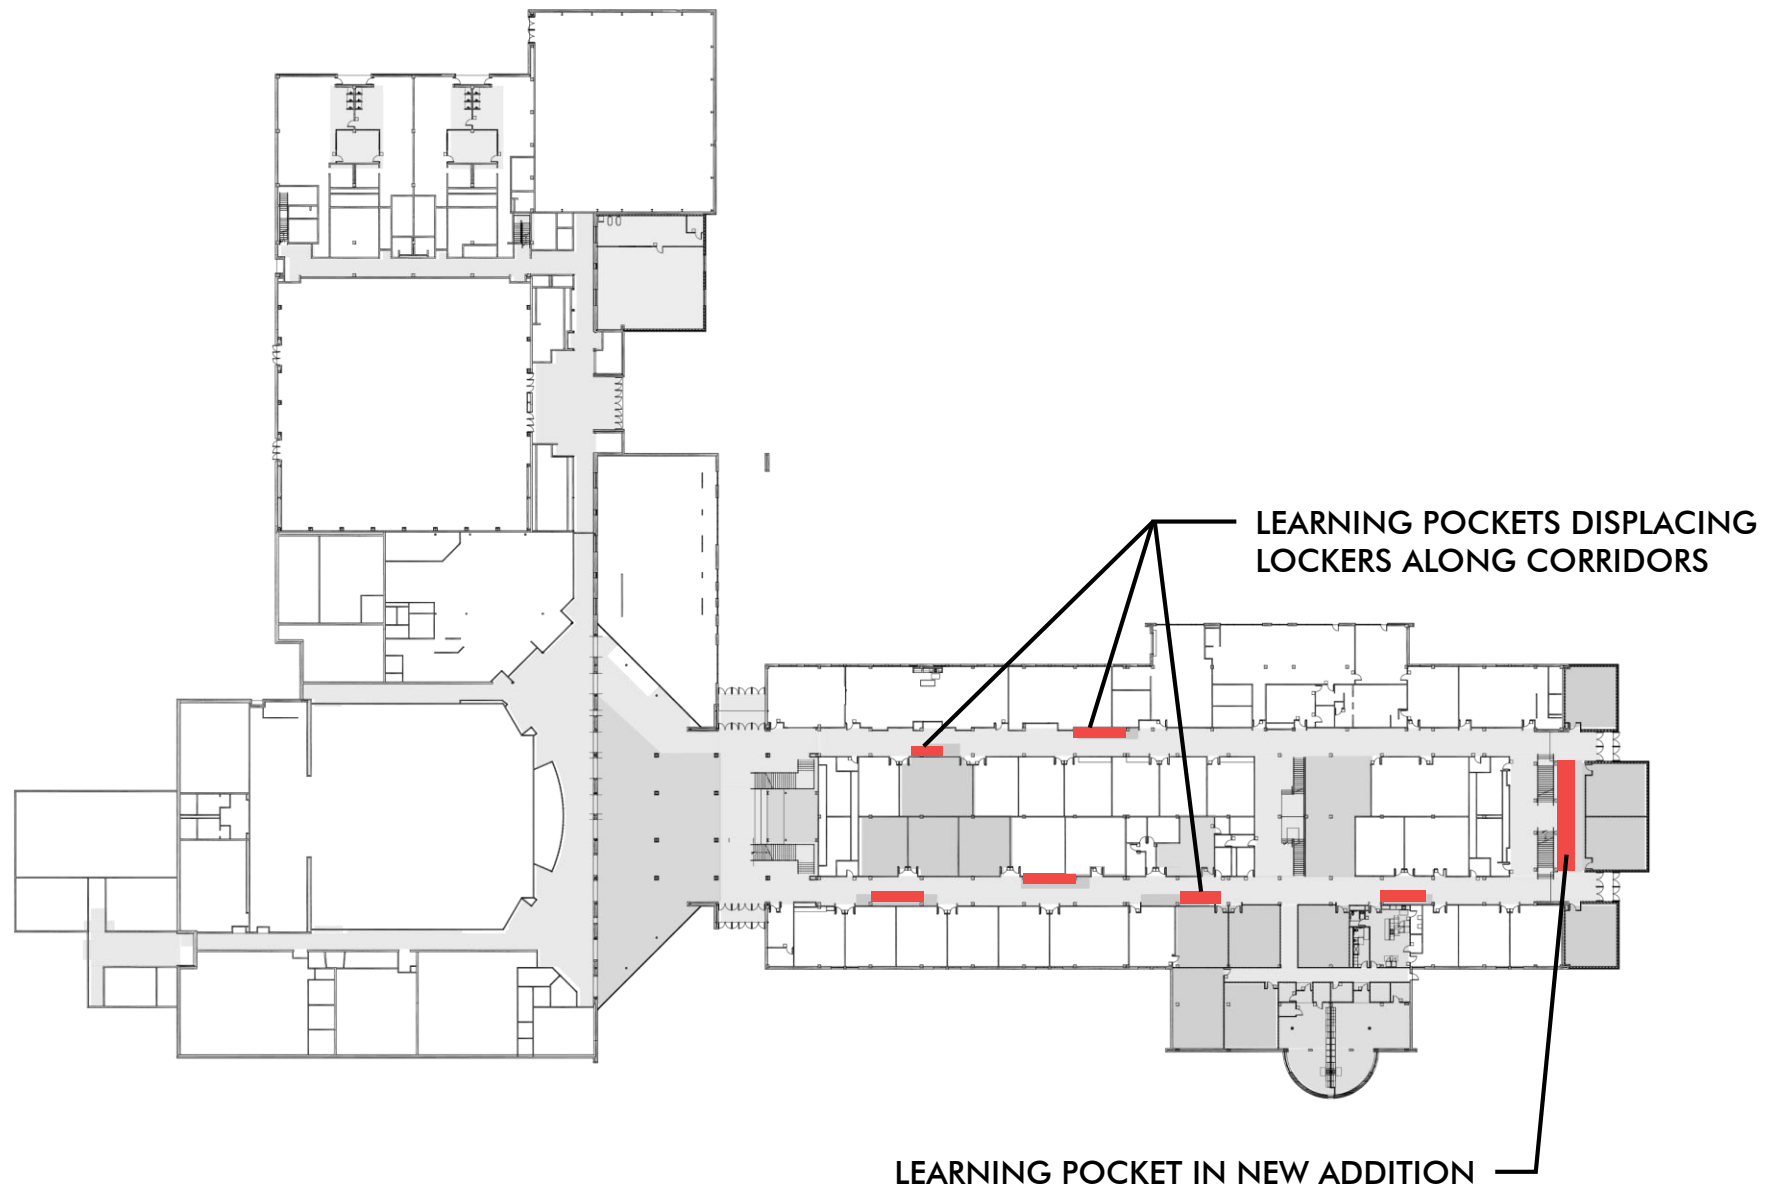 LEARNING POCKETS DISPLACING
LOCKERS ALONG CORRIDORS
LEARNING POCKET IN NEW ADDITION